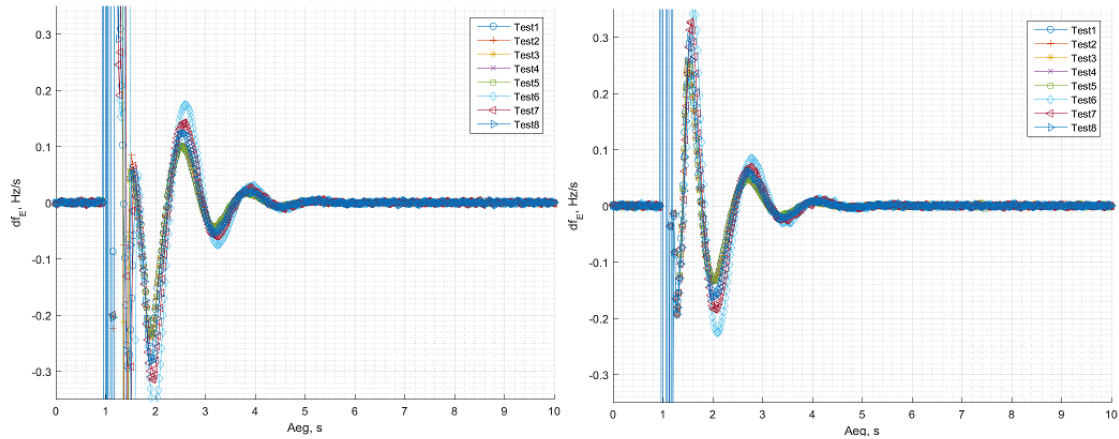 0.3
0.2
0.1
0
-0.1
-0.2
-0.3
df_E, Hz/s
0 1 2 3 4 5 6 7 8 9 10
Aeg, s
Test1
Test2
Test3
Test4
Test5
Test6
Test7
Test8
0.3
0.2
0.1
0
-0.1
-0.2
-0.3
df_E, Hz/s
0 1 2 3 4 5 6 7 8 9 10
Aeg, s
Test1
Test2
Test3
Test4
Test5
Test6
Test7
Test8